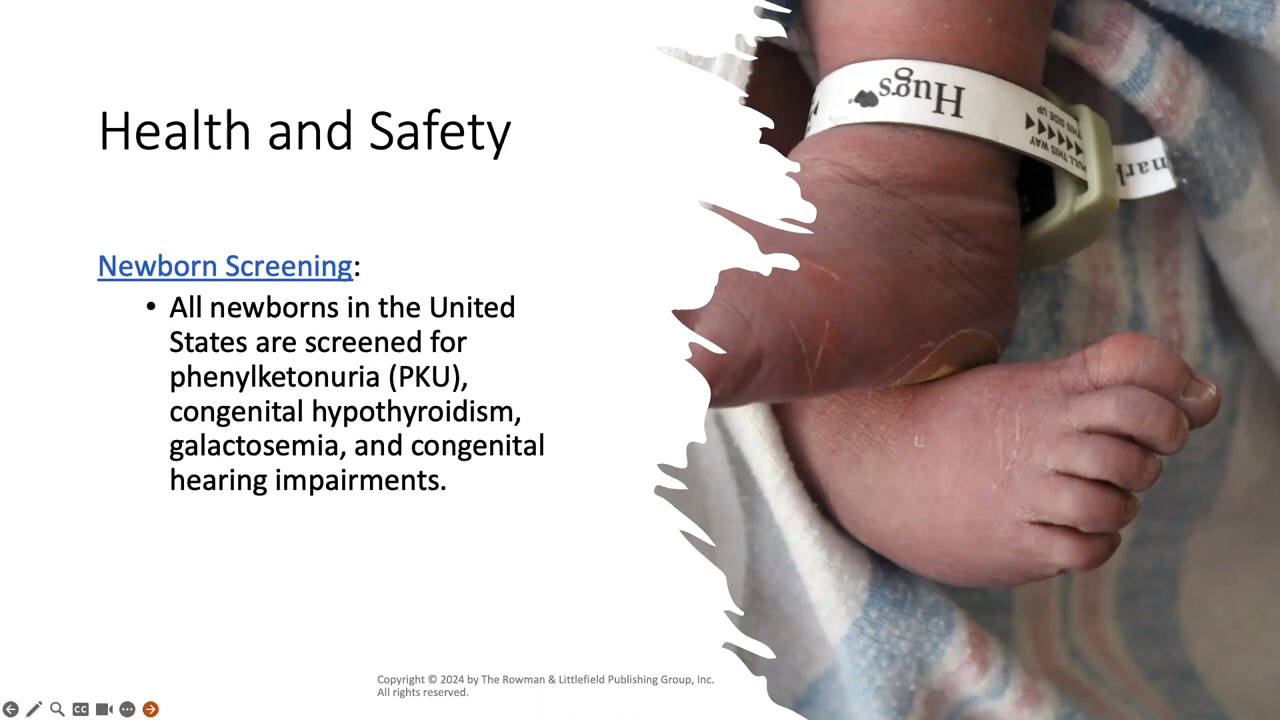 Health and Safety
Newborn Screening:
• All newborns in the United
States are screened for
phenylketonuria (PKU),
congenital hypothyroidism,
galactosemia, and congenital
hearing impairments.
Hugs
PULL THIS WAY
THIS SIDE UP
Copyright © 2024 by The Rowman & Littlefield Publishing Group, Inc.
All rights reserved.
CC